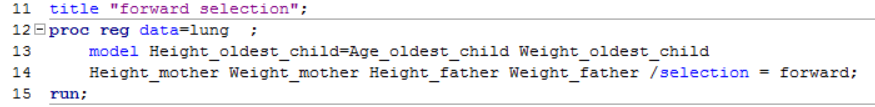 11 title "forward selection";
12 proc reg data=lung ;
13 model Height_oldest_child=Age_oldest_child Weight_oldest_child
14 Height_mother Weight_mother Height_father Weight_father /selection = forward;
15 run;